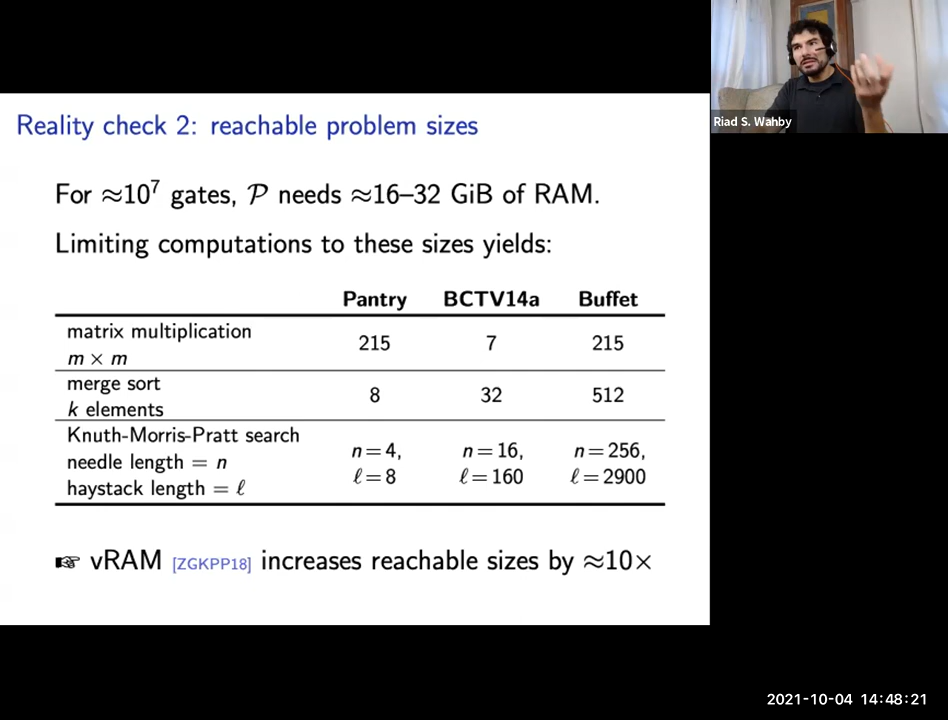 Reality check 2: reachable problem sizes
Riad S. Wahby
For ≈10⁷ gates, 𝒫 needs ≈16–32 GiB of RAM.
Limiting computations to these sizes yields:
Pantry BCTV14a Buffet
matrix multiplication
m × m 215 7 215
merge sort
k elements 8 32 512
Knuth-Morris-Pratt search
needle length = n n=4, n=16, n=256,
haystack length = ℓ ℓ=8 ℓ=160 ℓ=2900
☞ vRAM [ZGKPP18] increases reachable sizes by ≈10×
2021-10-04 14:48:21